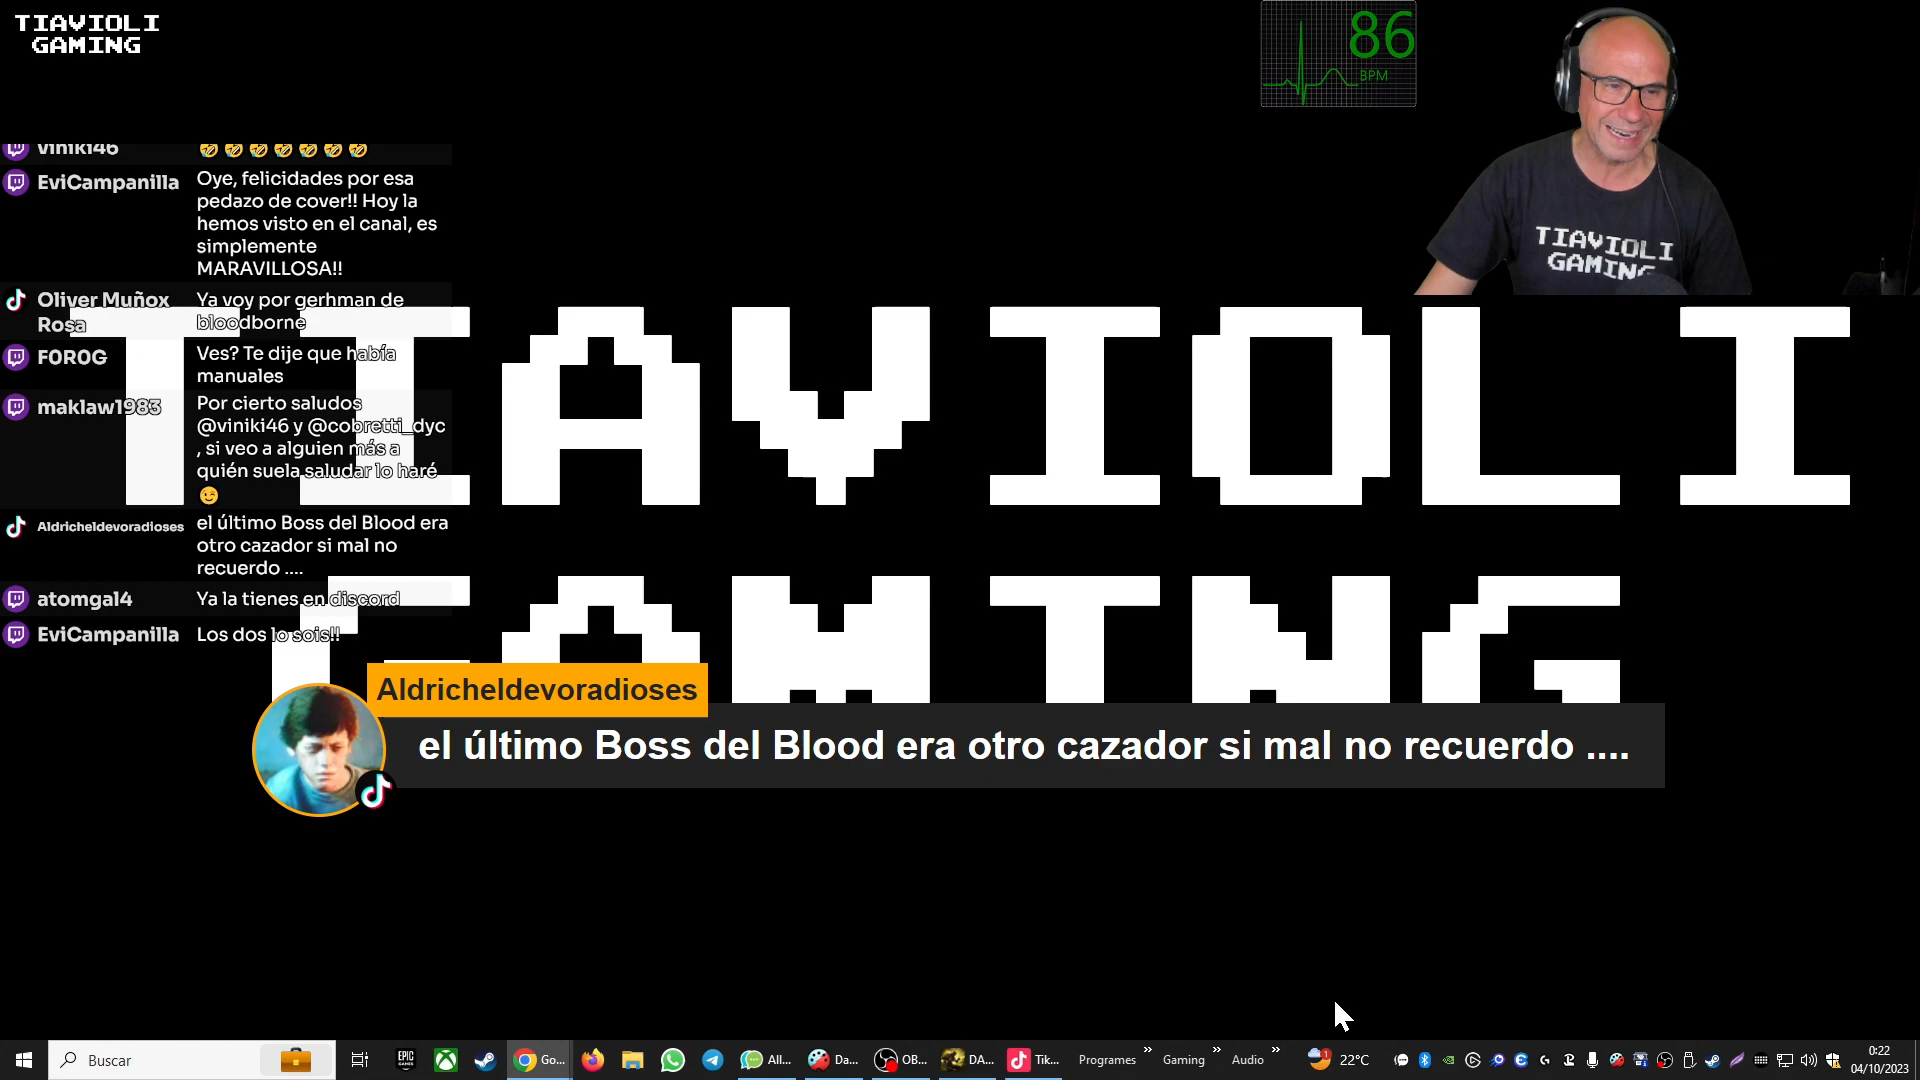 TIAVIOLI
GAMING
86
BPM
TIAVIOLI
GAMING
viniki46
EviCampanilla
Oye, felicidades por esa
pedazo de cover!! Hoy la
hemos visto en el canal, es
simplemente
MARAVILLOSA!!
Oliver Muñox
Rosa
Ya voy por gerhman de
bloodborne
F0R0G
Ves? Te dije que había
manuales
maklaw1983
Por cierto saludos
@viniki46 y @cobretti_dyc
, si veo a alguien más a
quién suela saludar lo haré
Aldricheldevoradioses
el último Boss del Blood era
otro cazador si mal no
recuerdo ....
atomgal4
Ya la tienes en discord
EviCampanilla
Los dos lo sois!!
TIAVIOLI
GAMING
Aldricheldevoradioses
el último Boss del Blood era otro cazador si mal no recuerdo ....
Buscar
EPIC
GAMES
Go...
All...
Da...
OB...
DA...
Tik...
Programes
Gaming
Audio
1
22°C
0:22
04/10/2023